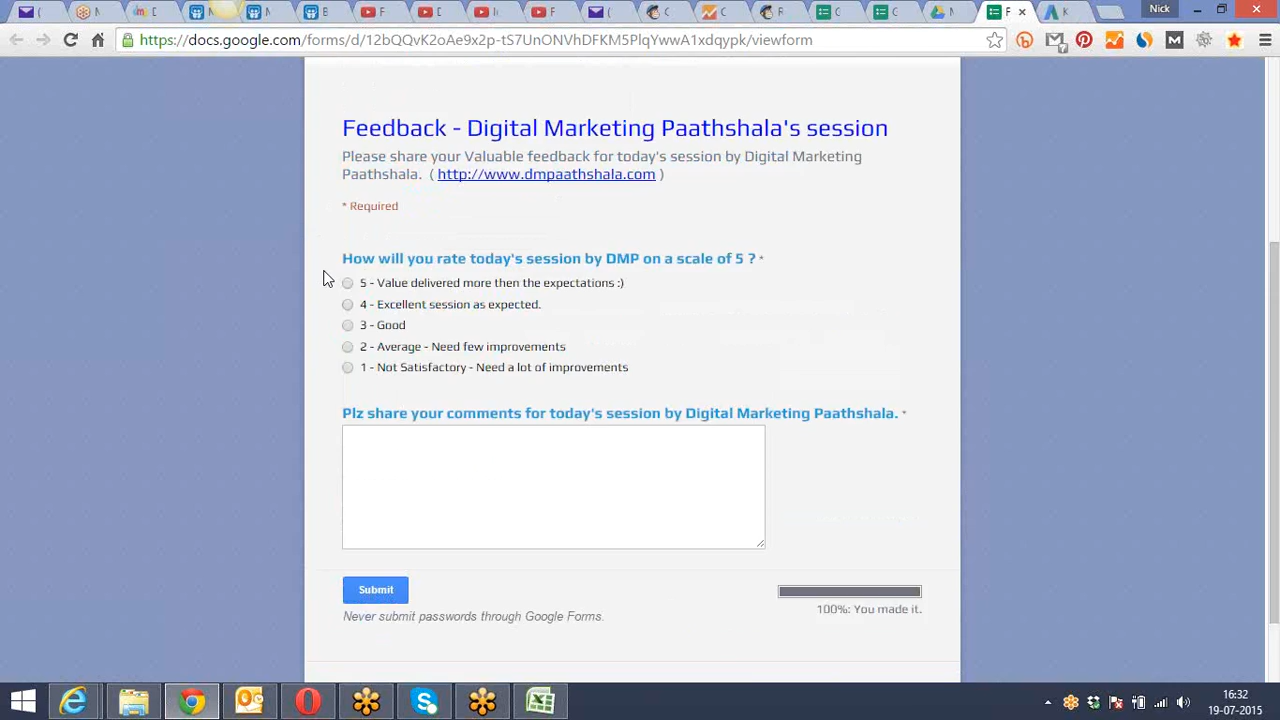 Nick
https://docs.google.com/forms/d/12bQOvK2oAe9x2p-tS7UnONVhDFKM5PlqYwwA1xdqypk/viewform
Feedback - Digital Marketing Paathshala's session
Please share your Valuable feedback for today's session by Digital Marketing
Paathshala. ( http://www.dmpaathshala.com )
* Required
How will you rate today's session by DMP on a scale of 5 ? *
5 - Value delivered more then the expectations :)
4 - Excellent session as expected.
3 - Good
2 - Average - Need few improvements
1 - Not Satisfactory - Need a lot of improvements
Plz share your comments for today's session by Digital Marketing Paathshala. *
Submit
100%: You made it.
Never submit passwords through Google Forms.
16:32
19-07-2015